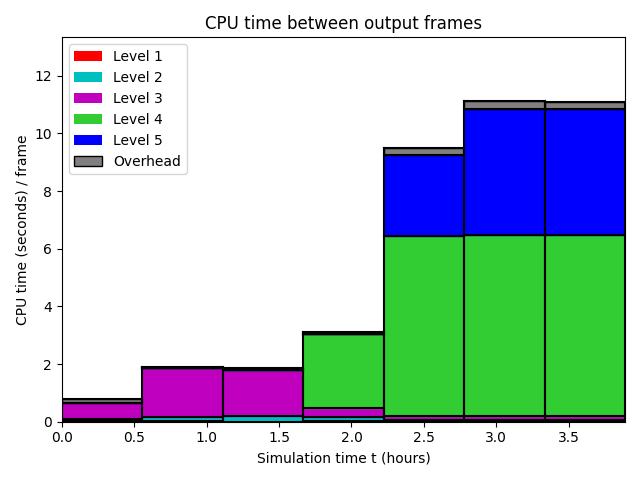 CPU time between output frames
Level 1
Level 2
Level 3
Level 4
Level 5
Overhead
CPU time (seconds) / frame
12
10
8
6
4
2
0
0.0 0.5 1.0 1.5 2.0 2.5 3.0 3.5
Simulation time t (hours)